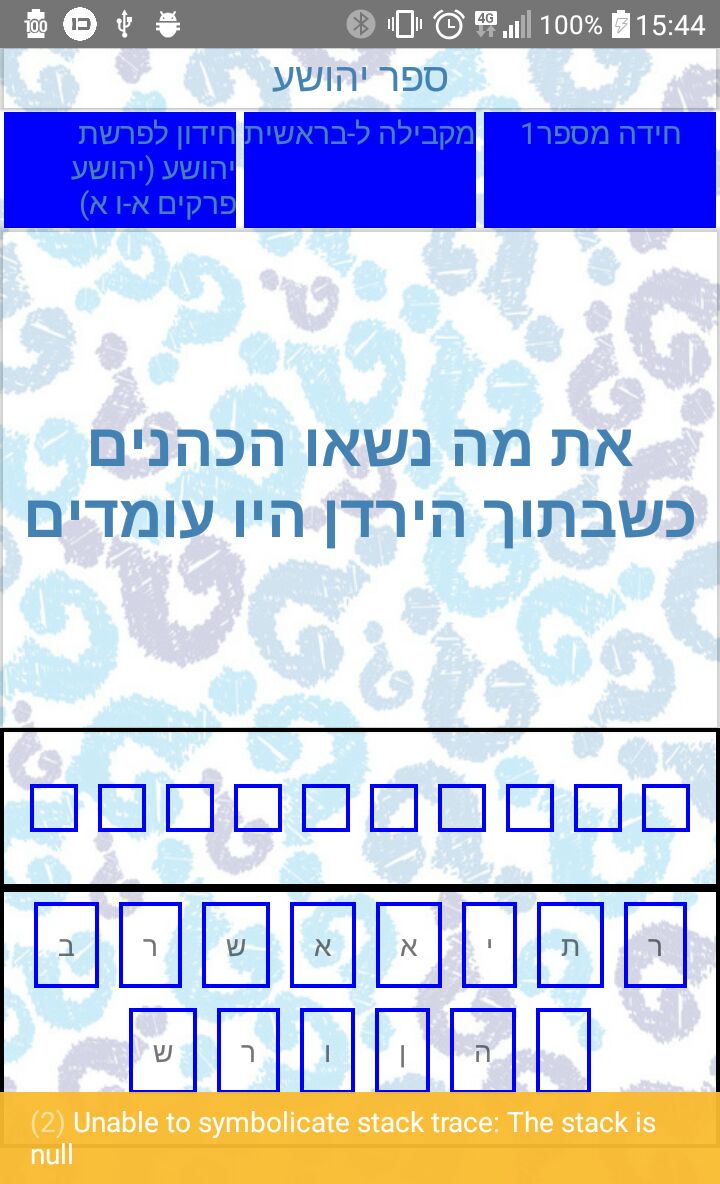 100 4G 100% 15:44
ספר יהושע
חידה מספר1
מקבילה ל-בראשית
חידון לפרשת
יהושע (יהושע
פרקים א-ו א)
את מה נשאו הכהנים
כשבתוך הירדן היו עומדים
ר ת י א א ש ר ב
ה ן ו ר ש
(2) Unable to symbolicate stack trace: The stack is
null